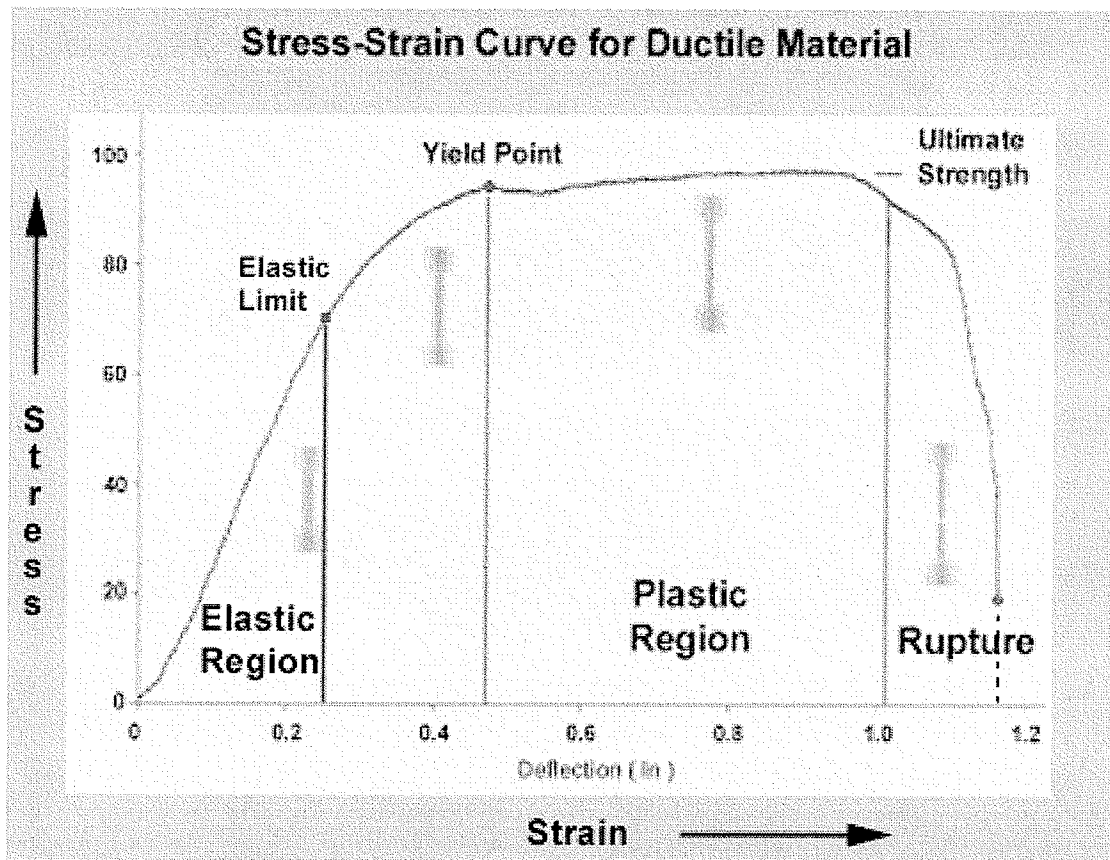 Stress-Strain Curve for Ductile Material
Ultimate
Strength
Yield Point
100
80
Elastic
Limit
60
40
20
0
Stress
Elastic
Region
Plastic
Region
Rupture
0 0.2 0.4 0.6 0.8 1.0 1.2
Deflection ( in )
Strain